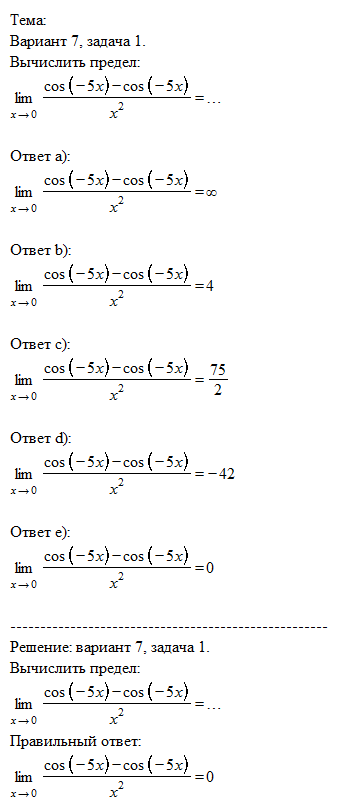 Тема:
Вариант 7, задача 1.
Вычислить предел:
lim x→0 cos(−5x)−cos(−5x) / x² = ...
Ответ a):
lim x→0 cos(−5x)−cos(−5x) / x² = ∞
Ответ b):
lim x→0 cos(−5x)−cos(−5x) / x² = 4
Ответ c):
lim x→0 cos(−5x)−cos(−5x) / x² = 75/2
Ответ d):
lim x→0 cos(−5x)−cos(−5x) / x² = −42
Ответ e):
lim x→0 cos(−5x)−cos(−5x) / x² = 0
-----------------------------------------------------
Решение: вариант 7, задача 1.
Вычислить предел:
lim x→0 cos(−5x)−cos(−5x) / x² = ...
Правильный ответ:
lim x→0 cos(−5x)−cos(−5x) / x² = 0